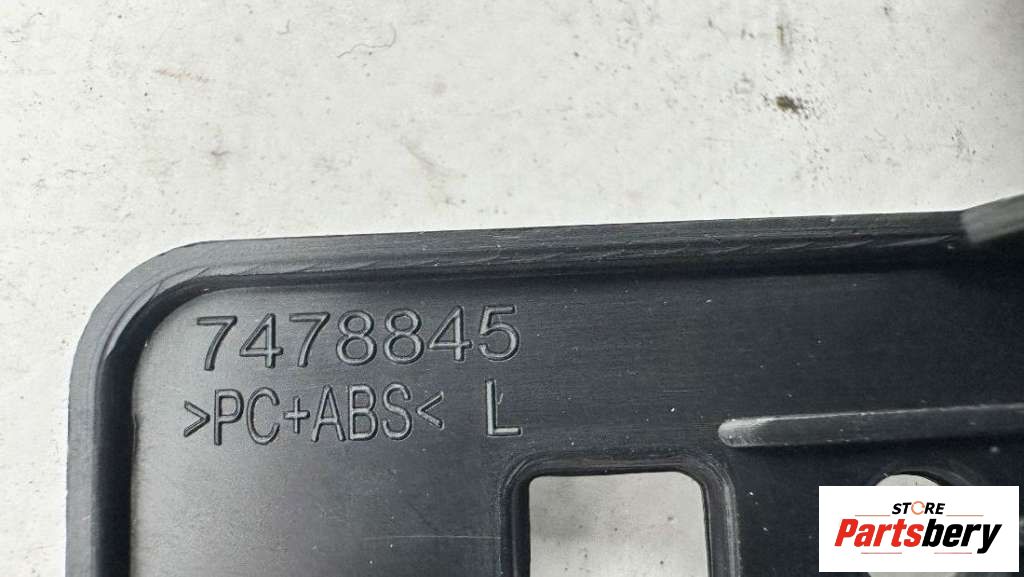 7478845
>PC+ABS< L
STORE
Partsbery